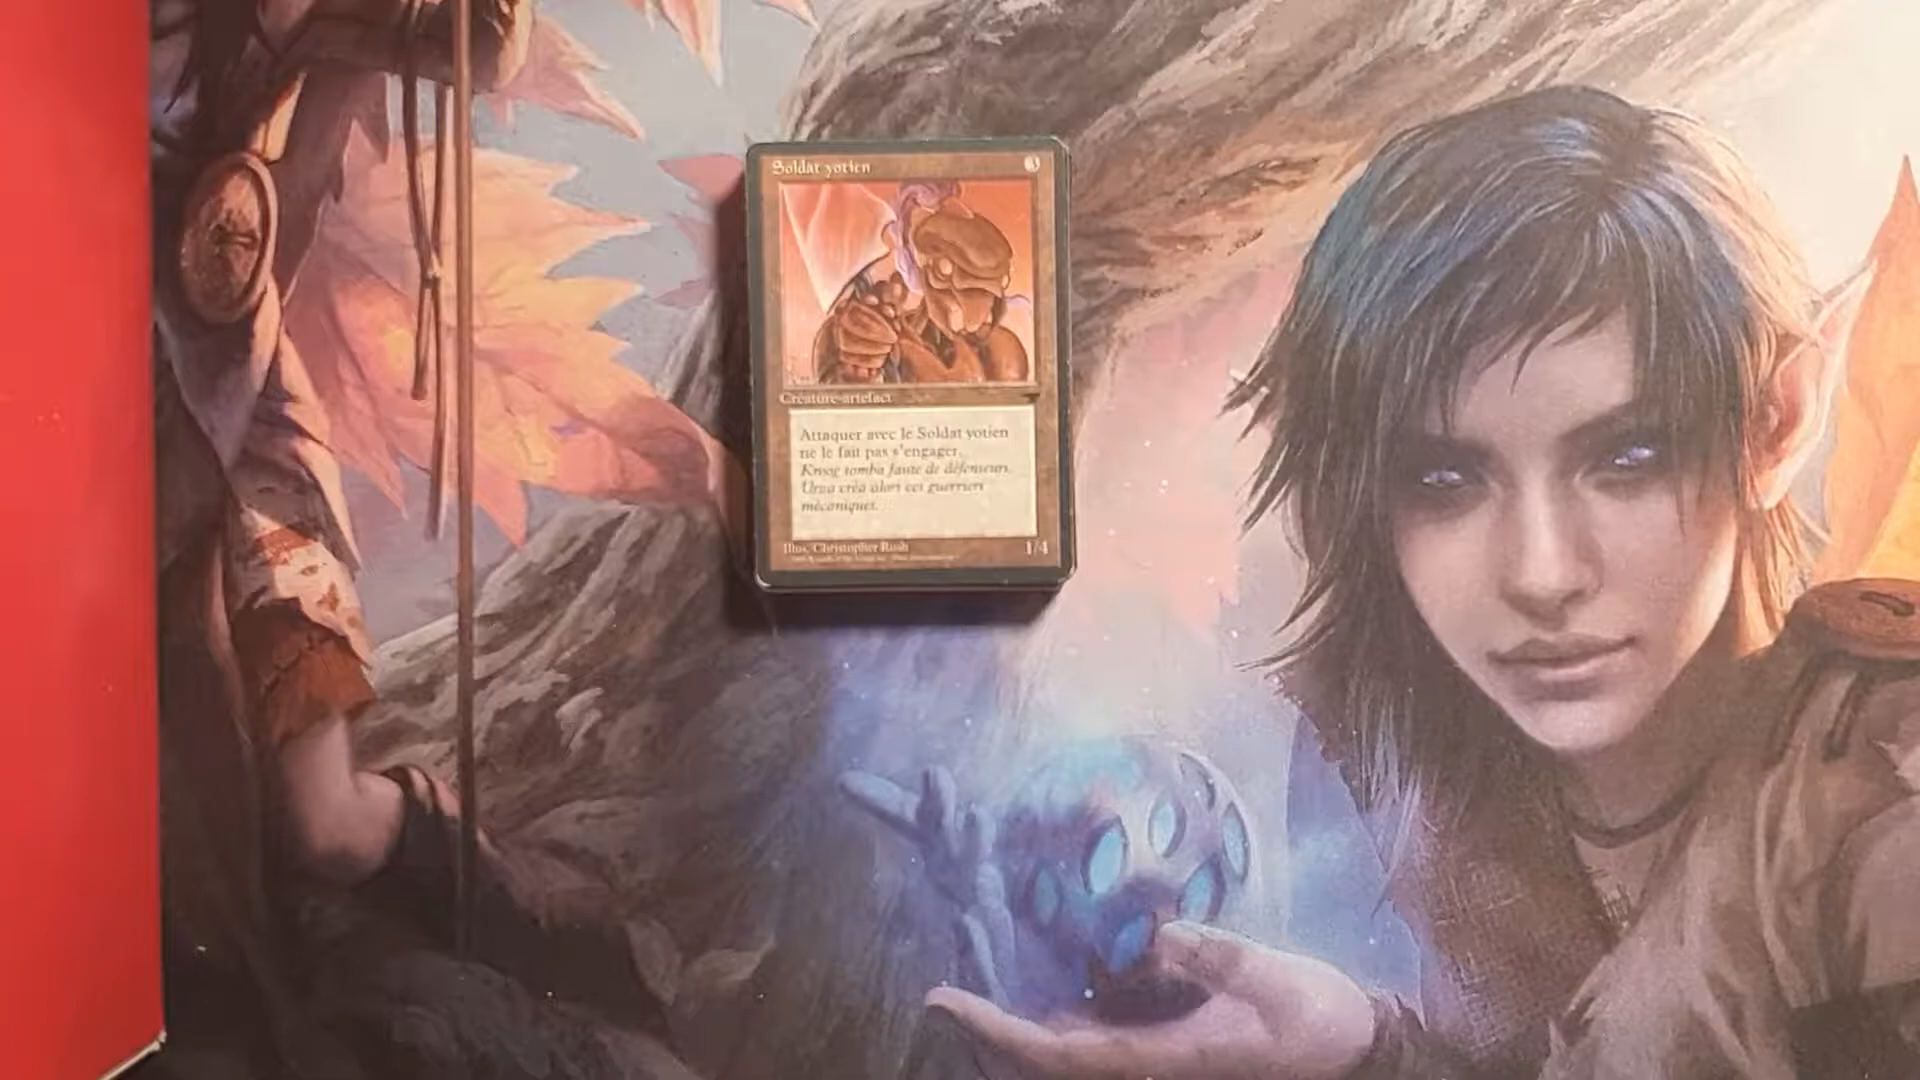 Soldat yotien
3
Créature-artefact
Attaquer avec le Soldat yotien
ne le fait pas s'engager.
Kroog tomba faute de défenseurs.
Urza créa alors ces guerriers
mécaniques.
Illus. Christopher Rush
1/4